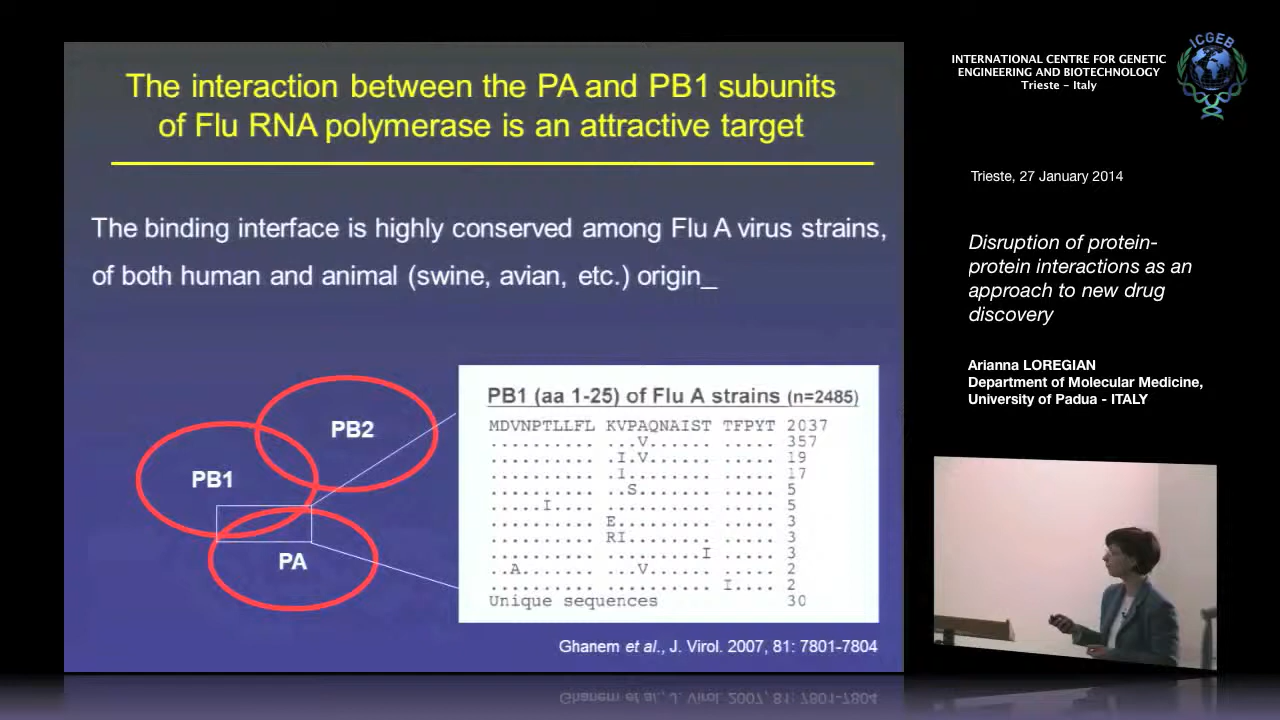 The interaction between the PA and PB1 subunits
of Flu RNA polymerase is an attractive target
The binding interface is highly conserved among Flu A virus strains,
of both human and animal (swine, avian, etc.) origin_
PB2
PB1
PA
PB1 (aa 1-25) of Flu A strains (n=2485)
MDVNPTLLFL KVPAQNAIST TFPYT 2037
.......... ...V...... ..... 357
.......... .I.V...... ..... 19
.......... .I........ ..... 17
.......... ..S....... ..... 5
......I... .......... ..... 5
.......... E......... ..... 3
.......... RI........ ..... 3
.......... .........I ..... 3
..A....... ...V...... ..... 2
.......... .......... I.... 2
Unique sequences 30
Ghanem et al., J. Virol. 2007, 81: 7801-7804
INTERNATIONAL CENTRE FOR GENETIC
ENGINEERING AND BIOTECHNOLOGY
Trieste - Italy
ICGEB
Trieste, 27 January 2014
Disruption of protein-
protein interactions as an
approach to new drug
discovery
Arianna LOREGIAN
Department of Molecular Medicine,
University of Padua - ITALY